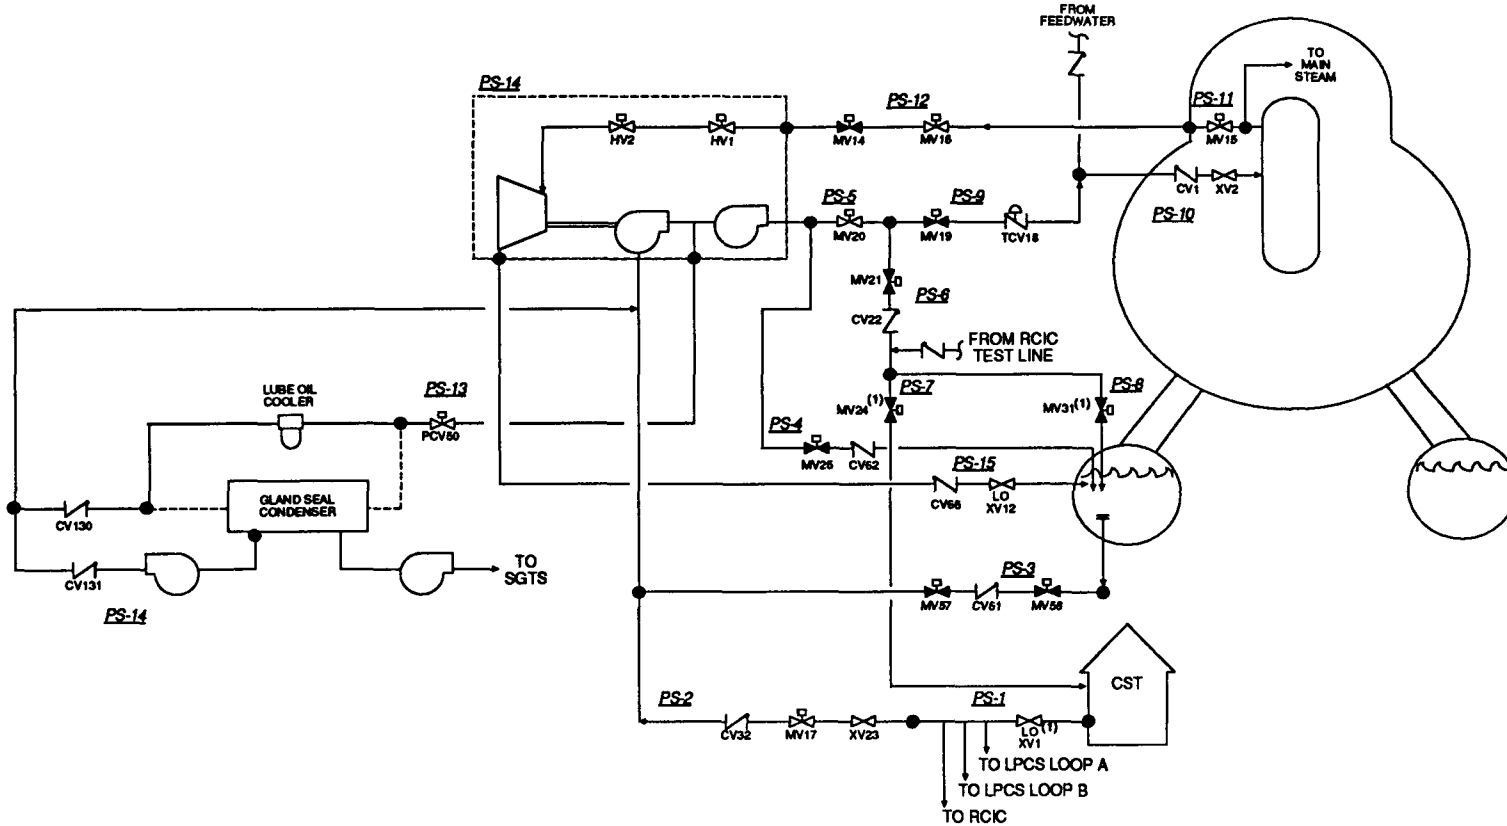 FROM
FEEDWATER
TO
MAIN
STEAM
PS-14
PS-12
PS-11
HV2
HV1
MV14
MV16
MV15
CV1
XV2
PS-5
PS-9
PS-10
MV20
MV19
TCV18
MV21
PS-6
CV22
FROM RCIC
TEST LINE
LUBE OIL
COOLER
PS-13
PS-7
PS-8
MV24(1)
MV31(1)
PCV50
PS-4
MV25
CV62
PS-15
GLAND SEAL
CONDENSER
CV66
LO
XV12
CV130
TO
SGTS
CV131
PS-3
PS-14
MV57
CV61
MV56
CST
PS-2
PS-1
CV32
MV17
XV23
LO(1)
XV1
TO LPCS LOOP A
TO LPCS LOOP B
TO RCIC